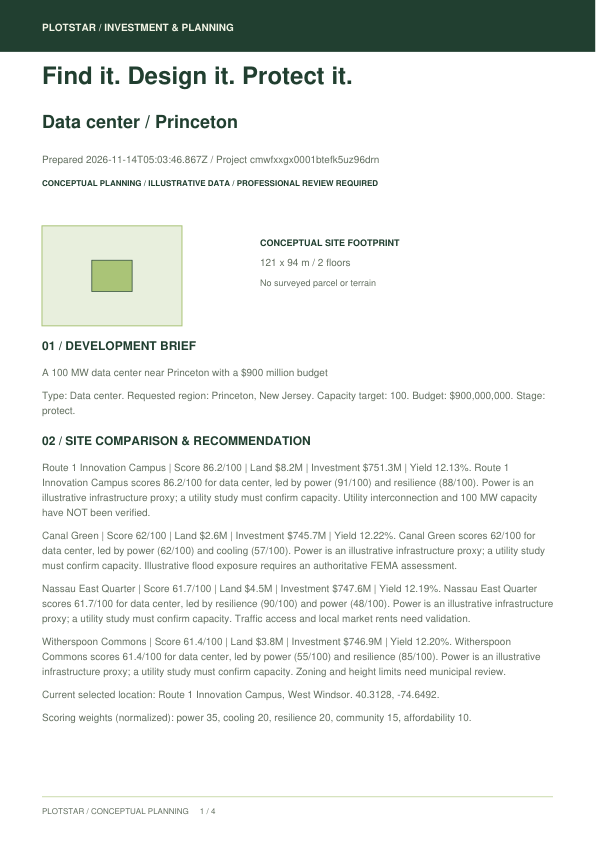 PLOTSTAR / INVESTMENT & PLANNING
Find it. Design it. Protect it.
Data center / Princeton
Prepared 2026-11-14T05:03:46.867Z / Project cmwfxxgx0001btefk5uz96drn
CONCEPTUAL PLANNING / ILLUSTRATIVE DATA / PROFESSIONAL REVIEW REQUIRED
CONCEPTUAL SITE FOOTPRINT
121 x 94 m / 2 floors
No surveyed parcel or terrain
01 / DEVELOPMENT BRIEF
A 100 MW data center near Princeton with a $900 million budget
Type: Data center. Requested region: Princeton, New Jersey. Capacity target: 100. Budget: $900,000,000. Stage:
protect.
02 / SITE COMPARISON & RECOMMENDATION
Route 1 Innovation Campus | Score 86.2/100 | Land $8.2M | Investment $751.3M | Yield 12.13%. Route 1
Innovation Campus scores 86.2/100 for data center, led by power (91/100) and resilience (88/100). Power is an
illustrative infrastructure proxy; a utility study must confirm capacity. Utility interconnection and 100 MW capacity
have NOT been verified.
Canal Green | Score 62/100 | Land $2.6M | Investment $745.7M | Yield 12.22%. Canal Green scores 62/100 for
data center, led by power (62/100) and cooling (57/100). Power is an illustrative infrastructure proxy; a utility study
must confirm capacity. Illustrative flood exposure requires an authoritative FEMA assessment.
Nassau East Quarter | Score 61.7/100 | Land $4.5M | Investment $747.6M | Yield 12.19%. Nassau East Quarter
scores 61.7/100 for data center, led by resilience (90/100) and power (48/100). Power is an illustrative infrastructure
proxy; a utility study must confirm capacity. Traffic access and local market rents need validation.
Witherspoon Commons | Score 61.4/100 | Land $3.8M | Investment $746.9M | Yield 12.20%. Witherspoon
Commons scores 61.4/100 for data center, led by power (55/100) and resilience (85/100). Power is an illustrative
infrastructure proxy; a utility study must confirm capacity. Zoning and height limits need municipal review.
Current selected location: Route 1 Innovation Campus, West Windsor. 40.3128, -74.6492.
Scoring weights (normalized): power 35, cooling 20, resilience 20, community 15, affordability 10.
PLOTSTAR / CONCEPTUAL PLANNING 1 / 4